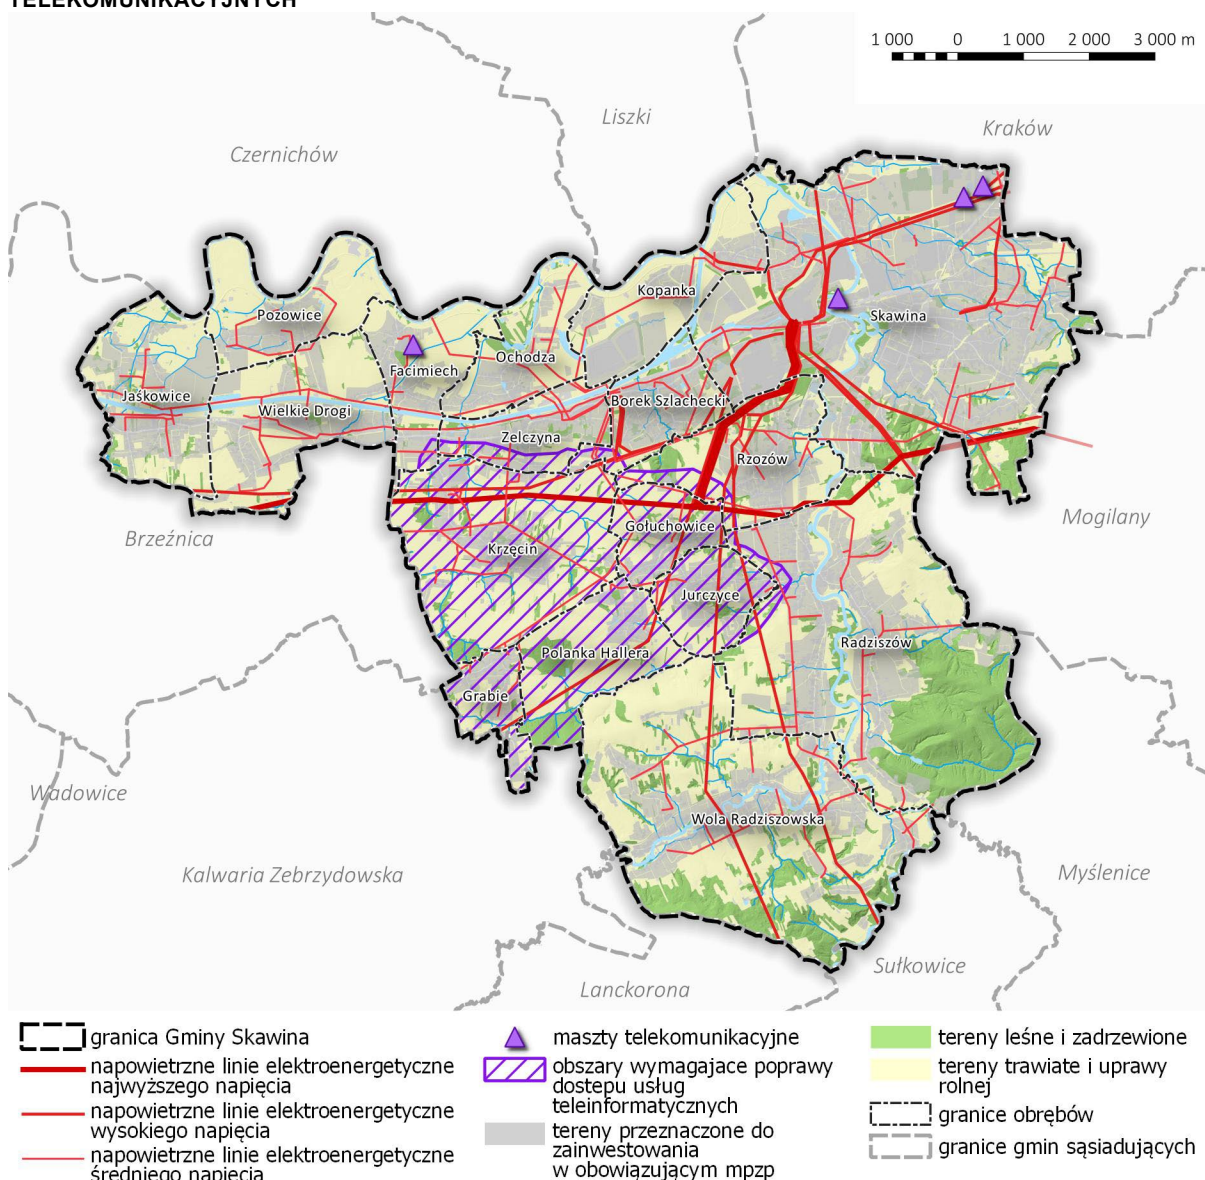 TELEKOMUNIKACYJNYCH
1 000 0 1 000 2 000 3 000 m
Liszki
Kraków
Czernichów
Kopanka
Pozowice
Skawina
Ochodza
Facimiech
Jaśkowice
Borek Szlachecki
Wielkie Drogi
Zelczyna
Rzozów
Mogilany
Gołuchowice
Brzeźnica
Krzęcin
Jurczyce
Radziszów
Polanka Hallera
Grabie
Wadowice
Wola Radziszowska
Kalwaria Zebrzydowska
Myślenice
Sułkowice
Lanckorona
granica Gminy Skawina
napowietrzne linie elektroenergetyczne
najwyższego napięcia
napowietrzne linie elektroenergetyczne
wysokiego napięcia
napowietrzne linie elektroenergetyczne
średniego napięcia
maszty telekomunikacyjne
obszary wymagajace poprawy
dostepu usług
teleinformatycznych
tereny przeznaczone do
zainwestowania
w obowiązującym mpzp
tereny leśne i zadrzewione
tereny trawiate i uprawy
rolnej
granice obrębów
granice gmin sąsiadujących